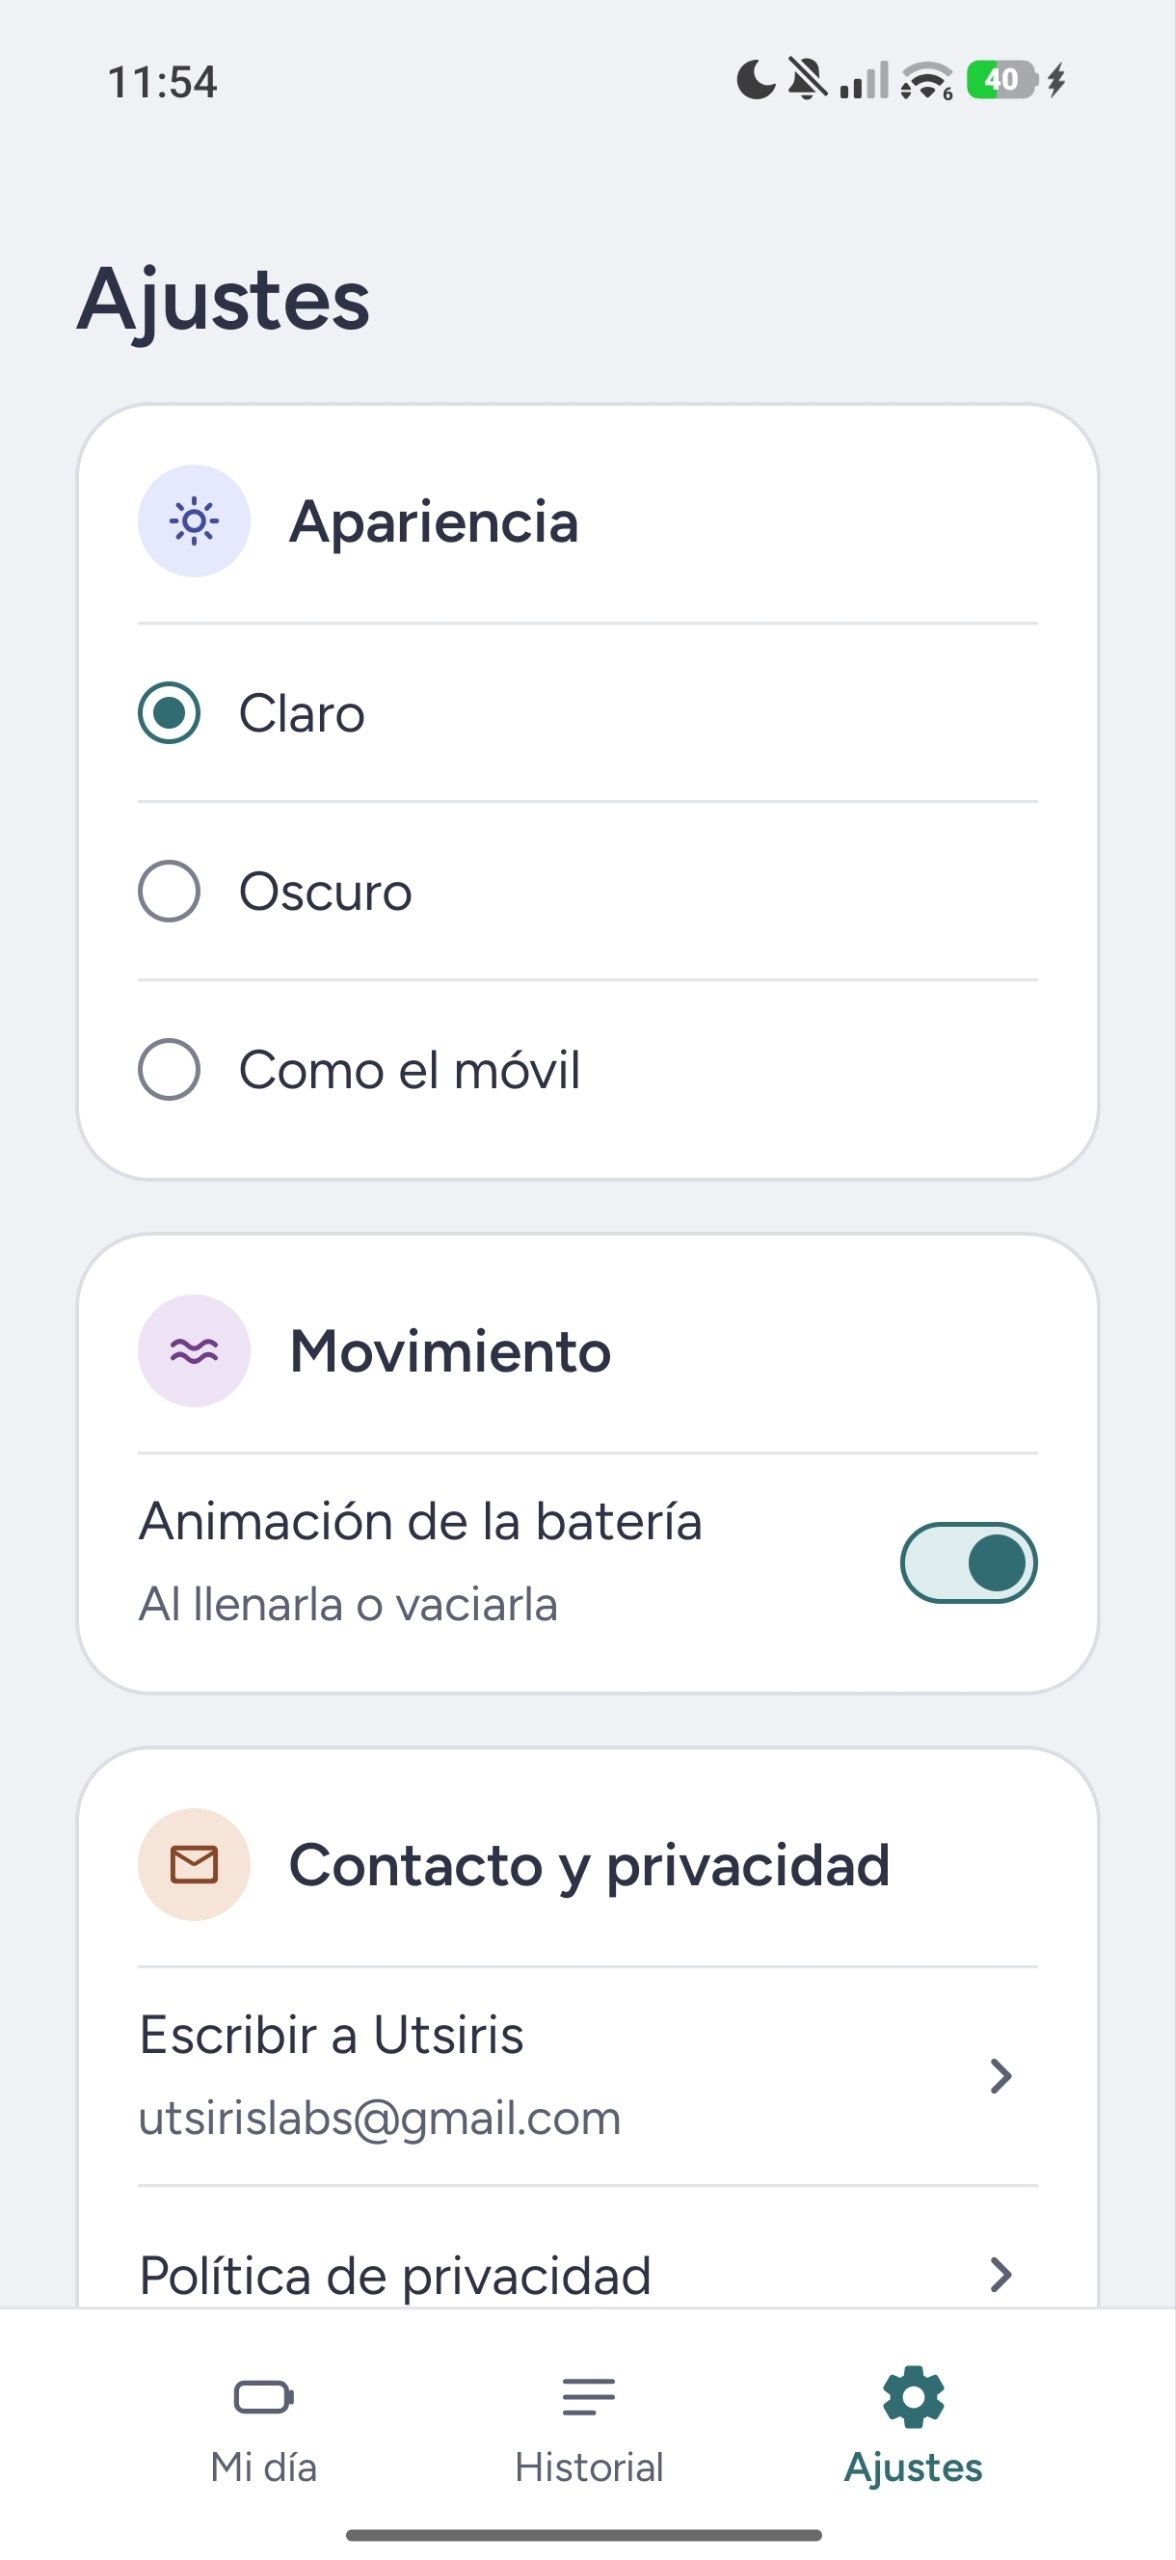 11:54
6
40
Ajustes
Apariencia
Claro
Oscuro
Como el móvil
Movimiento
Animación de la batería
Al llenarla o vaciarla
Contacto y privacidad
Escribir a Utsiris
utsirislabs@gmail.com
Política de privacidad
Mi día
Historial
Ajustes